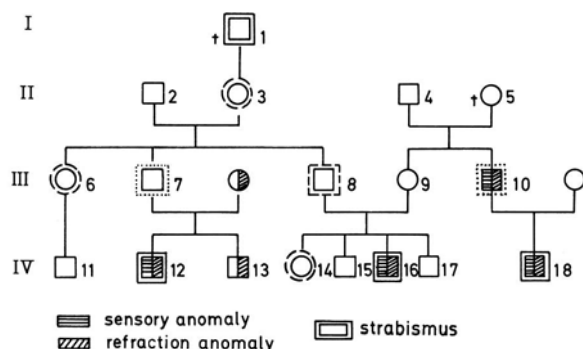 I
† 1
II
2 3 4 † 5
III
6 7 8 9 10
IV
11 12 13 14 15 16 17 18
sensory anomaly
refraction anomaly
strabismus